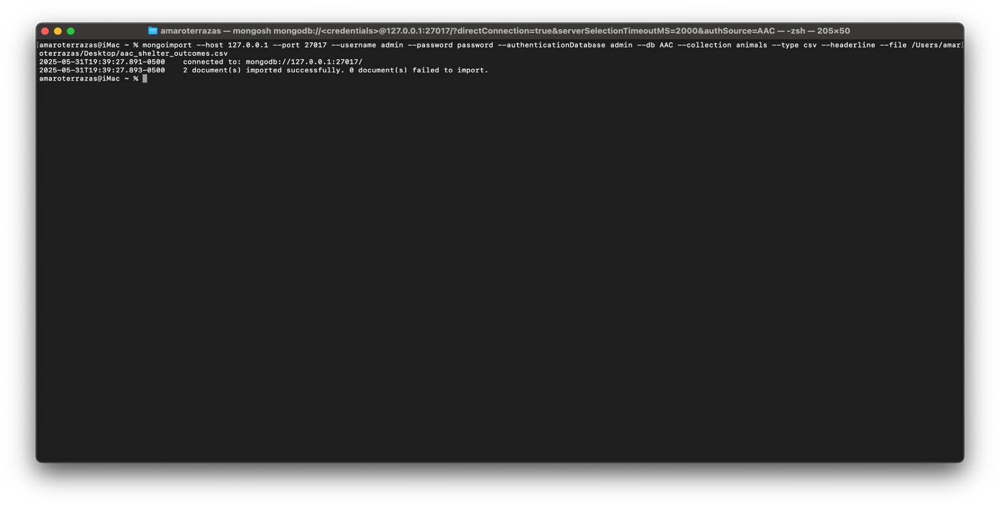 amaroterrazas — mongosh mongodb://<credentials>@127.0.0.1:27017/?directConnection=true&serverSelectionTimeoutMS=2000&authSource=AAC — -zsh — 205×50
[amaroterrazas@iMac ~ % mongoimport --host 127.0.0.1 --port 27017 --username admin --password password --authenticationDatabase admin --db AAC --collection animals --type csv --headerline --file /Users/amar]
oterrazas/Desktop/aac_shelter_outcomes.csv
2025-05-31T19:39:27.891-0500    connected to: mongodb://127.0.0.1:27017/
2025-05-31T19:39:27.893-0500    2 document(s) imported successfully. 0 document(s) failed to import.
amaroterrazas@iMac ~ %